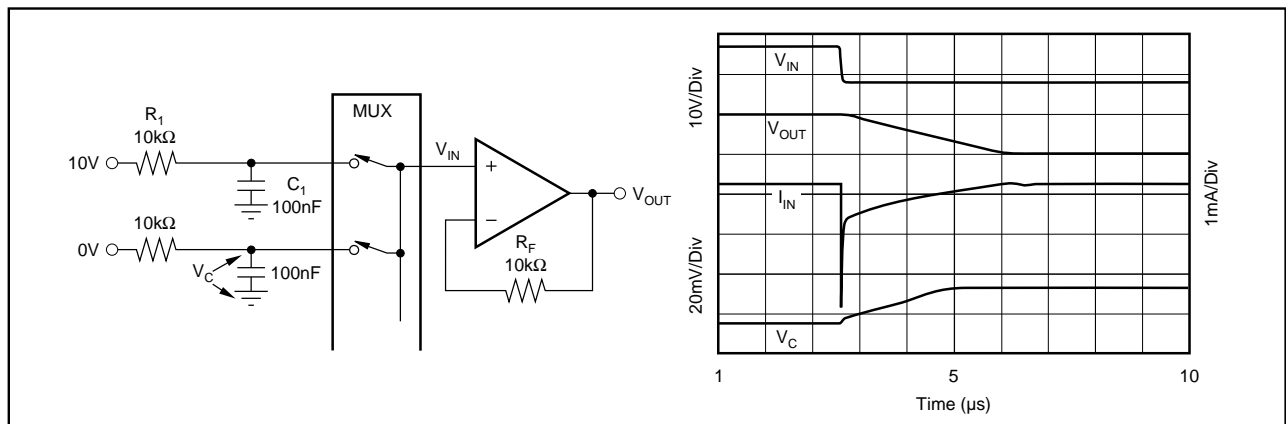 R1
10kΩ
10V
C1
100nF
10kΩ
0V
VC
100nF
MUX
VIN
+
−
VOUT
RF
10kΩ
10V/Div
20mV/Div
VIN
VOUT
IIN
VC
1mA/Div
1 5 10
Time (µs)